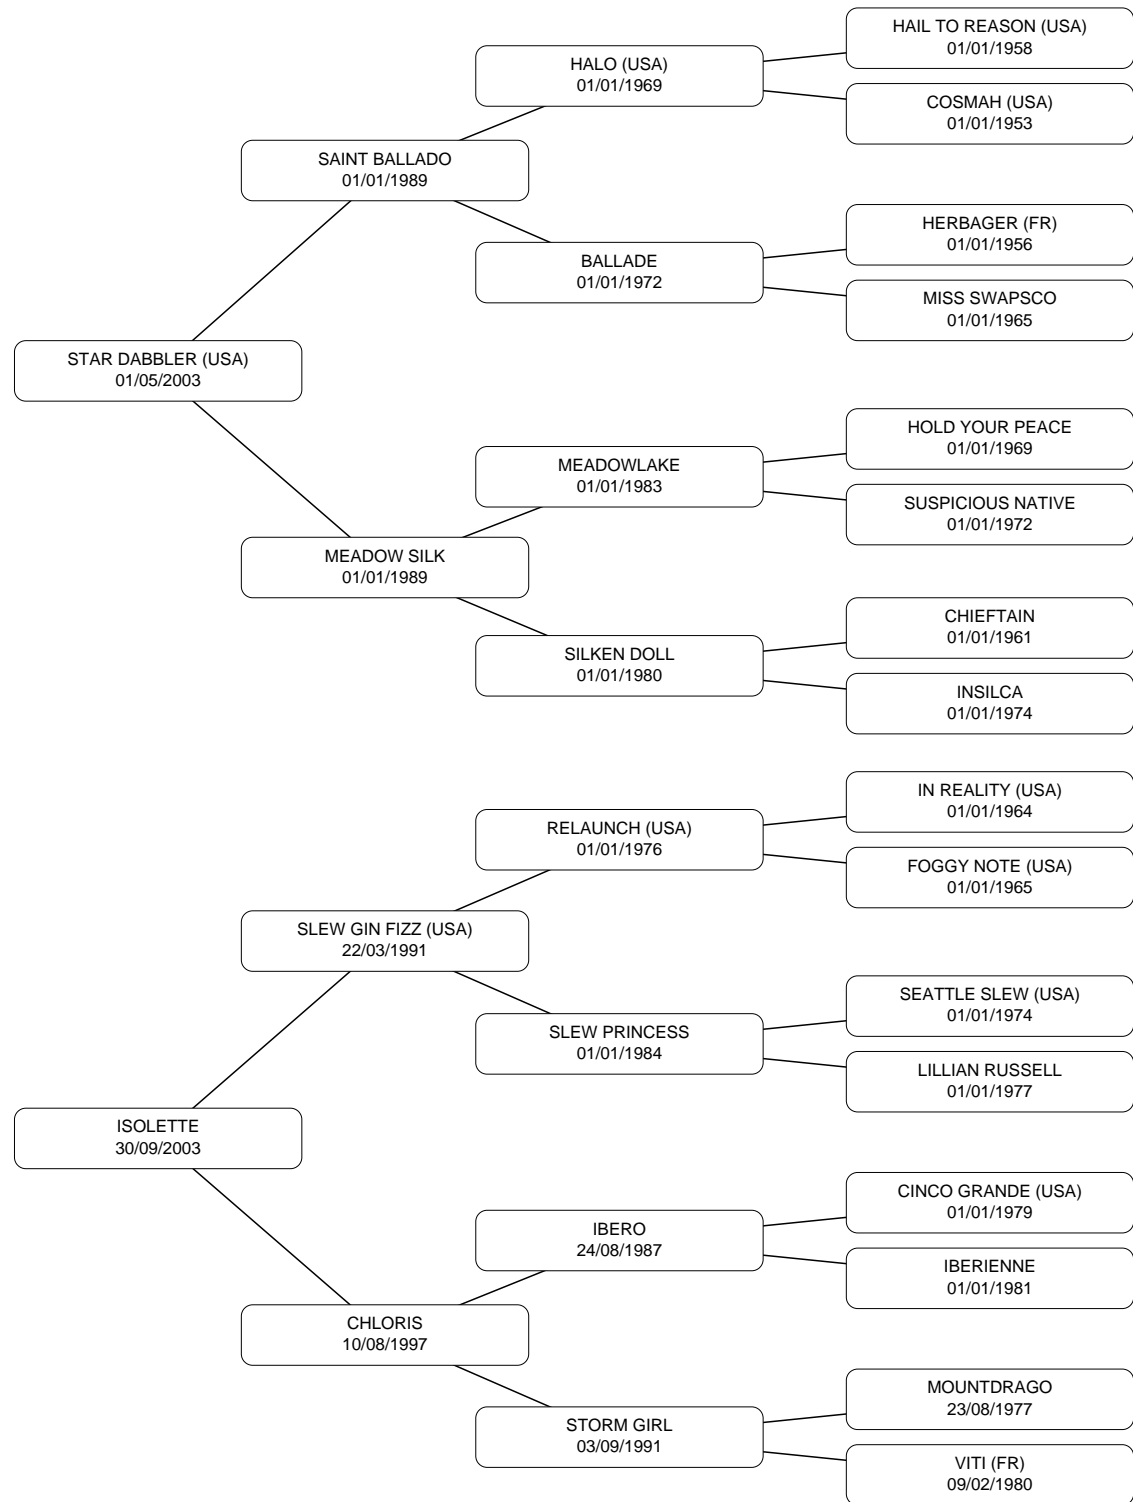 HAIL TO REASON (USA)
01/01/1958
HALO (USA)
01/01/1969
COSMAH (USA)
01/01/1953
SAINT BALLADO
01/01/1989
HERBAGER (FR)
01/01/1956
BALLADE
01/01/1972
MISS SWAPSCO
01/01/1965
STAR DABBLER (USA)
01/05/2003
HOLD YOUR PEACE
01/01/1969
MEADOWLAKE
01/01/1983
SUSPICIOUS NATIVE
01/01/1972
MEADOW SILK
01/01/1989
CHIEFTAIN
01/01/1961
SILKEN DOLL
01/01/1980
INSILCA
01/01/1974
IN REALITY (USA)
01/01/1964
RELAUNCH (USA)
01/01/1976
FOGGY NOTE (USA)
01/01/1965
SLEW GIN FIZZ (USA)
22/03/1991
SEATTLE SLEW (USA)
01/01/1974
SLEW PRINCESS
01/01/1984
LILLIAN RUSSELL
01/01/1977
ISOLETTE
30/09/2003
CINCO GRANDE (USA)
01/01/1979
IBERO
24/08/1987
IBERIENNE
01/01/1981
CHLORIS
10/08/1997
MOUNTDRAGO
23/08/1977
STORM GIRL
03/09/1991
VITI (FR)
09/02/1980